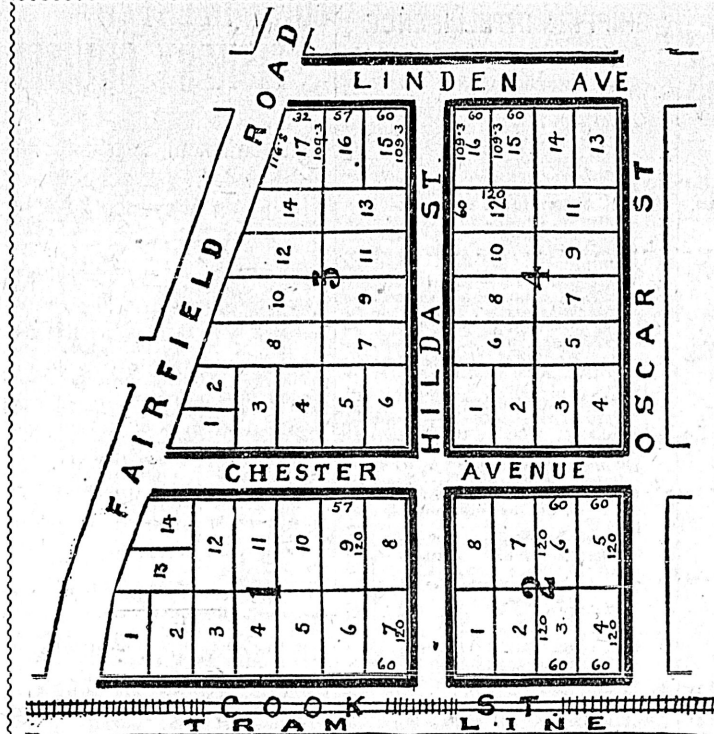 LINDEN AVE
FAIRFIELD ROAD
HILDA ST.
OSCAR ST
32 57 60
116.5 17 109.3 16 15 109.3
14 13
12 11
3
10 9
8 7
2
1 3 4 5 6
60 60
109.3 16 109.3 15 14 13
60 120 12 11
10 9
4
8 7
6 5
1 2 3 4
CHESTER AVENUE
57
14 12 11 10 9 120 8
13
1
1 2 3 4 5 6 7 120
60
60 60
8 7 120 6 5 120
2
1 2 120 3 4 120
60 60
COOK ST.
TRAM LINE